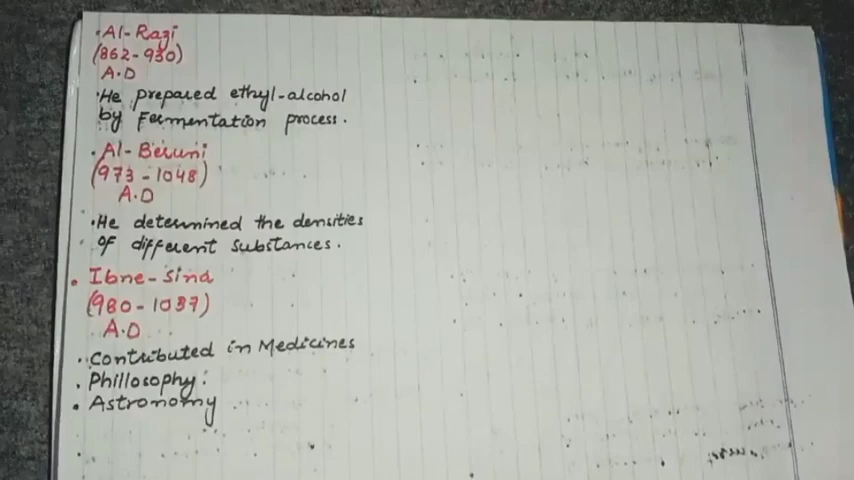 • Al-Razi
(862-930)
A.D
•He prepared ethyl-alcohol
by Fermentation process.
• Al-Beruni
(973-1048)
A.D
•He determined the densities
of different substances.
• Ibne-Sina
(980-1037)
A.D
• Contributed in Medicines
• Phillosophy.
• Astronomy